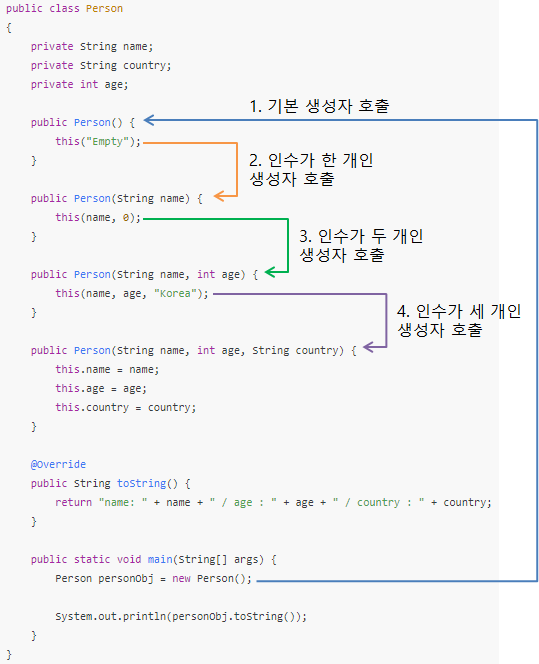 public class Person
{
private String name;
private String country;
private int age;
1. 기본 생성자 호출
public Person() {
this("Empty");
}
2. 인수가 한 개인
생성자 호출
public Person(String name) {
this(name, 0);
}
3. 인수가 두 개인
생성자 호출
public Person(String name, int age) {
this(name, age, "Korea");
}
4. 인수가 세 개인
생성자 호출
public Person(String name, int age, String country) {
this.name = name;
this.age = age;
this.country = country;
}
@Override
public String toString() {
return "name: " + name + " / age : " + age + " / country : " + country;
}
public static void main(String[] args) {
Person personObj = new Person();
System.out.println(personObj.toString());
}
}